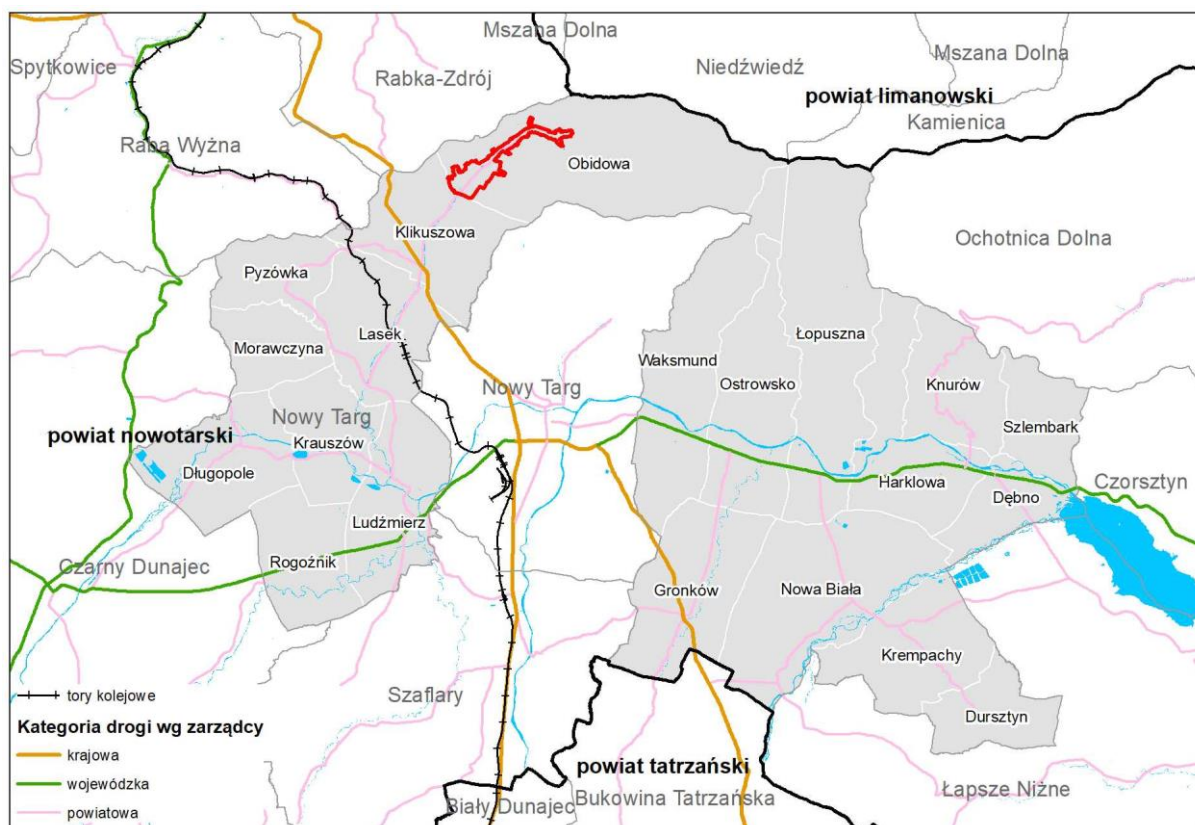 Mszana Dolna
Spytkowice
Rabka-Zdrój
Niedźwiedź
Mszana Dolna
powiat limanowski
Kamienica
Raba Wyżna
Obidowa
Klikuszowa
Ochotnica Dolna
Pyzówka
Lasek
Łopuszna
Morawczyna
Waksmund
Ostrowsko
Knurów
Nowy Targ
Nowy Targ
Szlembark
powiat nowotarski
Krauszów
Długopole
Harklowa
Czorsztyn
Dębno
Ludźmierz
Czarny Dunajec
Rogoźnik
Gronków
Nowa Biała
Krempachy
Szaflary
Dursztyn
powiat tatrzański
Biały Dunajec
Bukowina Tatrzańska
Łapsze Niżne
tory kolejowe
Kategoria drogi wg zarządcy
krajowa
wojewódzka
powiatowa